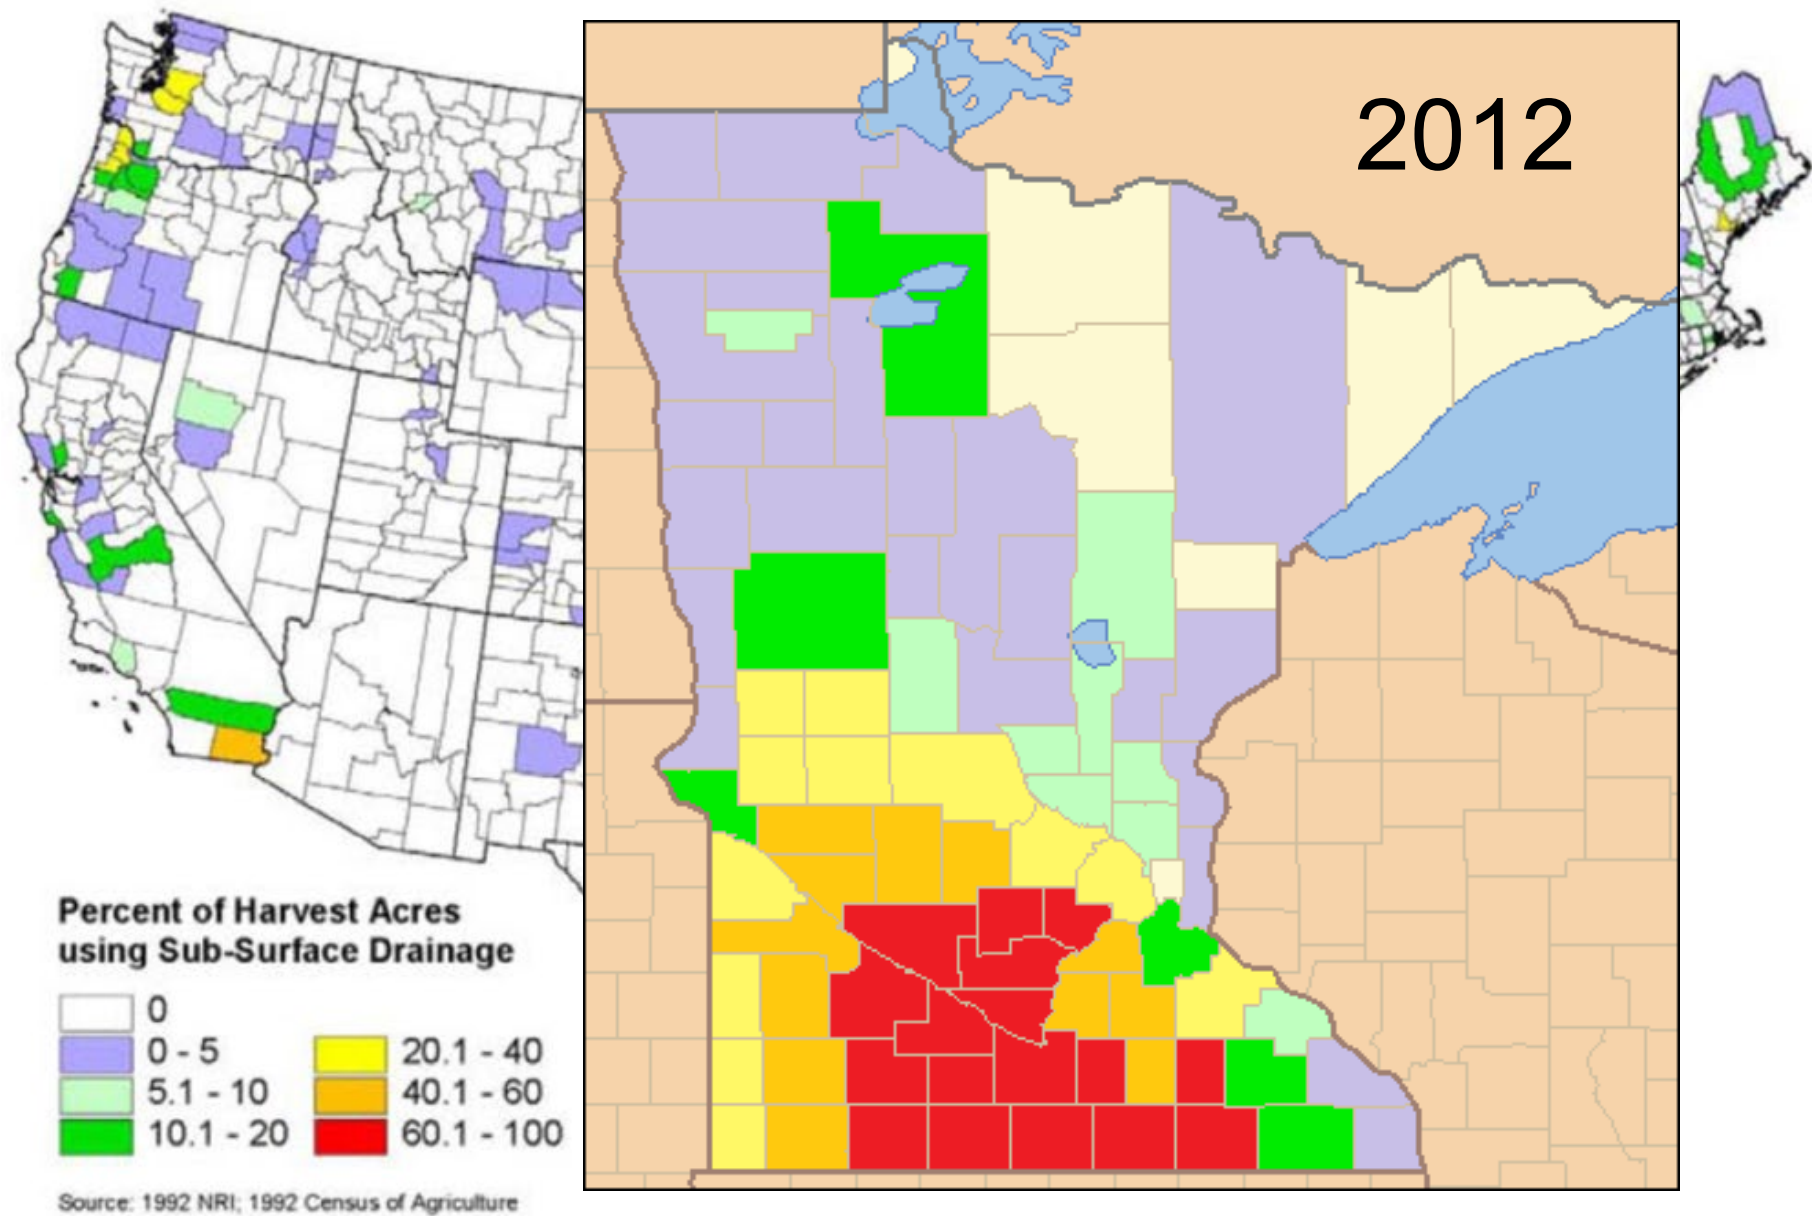 2012
Percent of Harvest Acres
using Sub-Surface Drainage
0
0 - 5
5.1 - 10
10.1 - 20
20.1 - 40
40.1 - 60
60.1 - 100
Source: 1992 NRI; 1992 Census of Agriculture